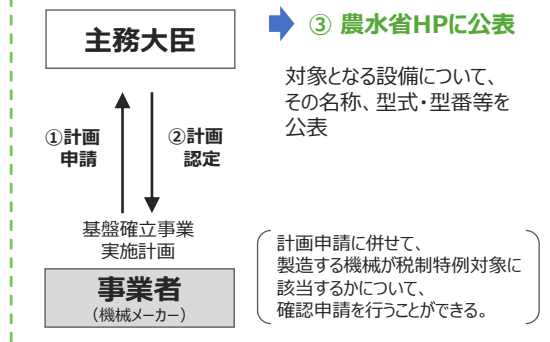 主務大臣
③ 農水省HPに公表
対象となる設備について、
その名称、型式・型番等を
公表
①計画
申請
②計画
認定
基盤確立事業
実施計画
事業者
（機械メーカー）
計画申請に併せて、
製造する機械が税制特例対象に
該当するかについて、
確認申請を行うことができる。